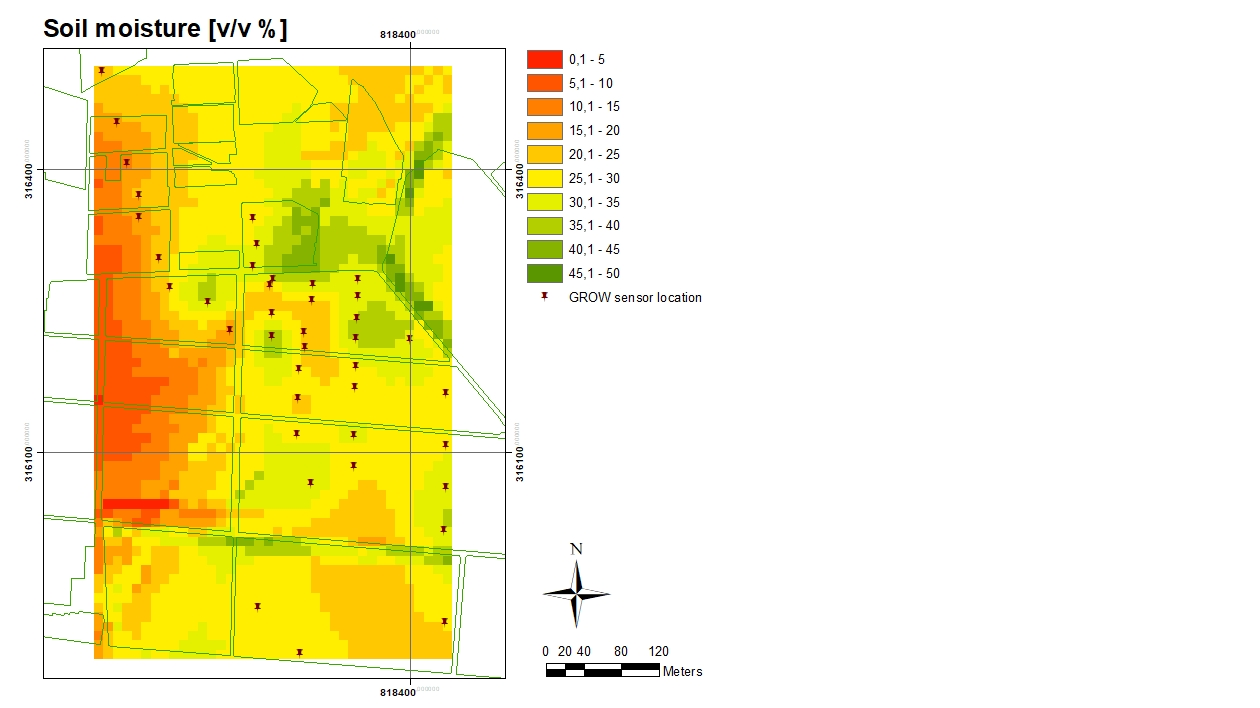 Soil moisture [v/v %]
818400
316400
316400
316100
316100
818400
0,1 - 5
5,1 - 10
10,1 - 15
15,1 - 20
20,1 - 25
25,1 - 30
30,1 - 35
35,1 - 40
40,1 - 45
45,1 - 50
GROW sensor location
N
0 20 40 80 120
Meters